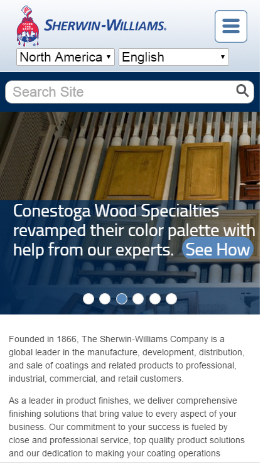 SHERWIN-WILLIAMS.
North America
English
Search Site
Conestoga Wood Specialties
revamped their color palette with
help from our experts. See How
Founded in 1866, The Sherwin-Williams Company is a
global leader in the manufacture, development, distribution,
and sale of coatings and related products to professional,
industrial, commercial, and retail customers.
As a leader in product finishes, we deliver comprehensive
finishing solutions that bring value to every aspect of your
business. Our commitment to your success is fueled by
close and professional service, top quality product solutions
and our dedication to making your coating operations